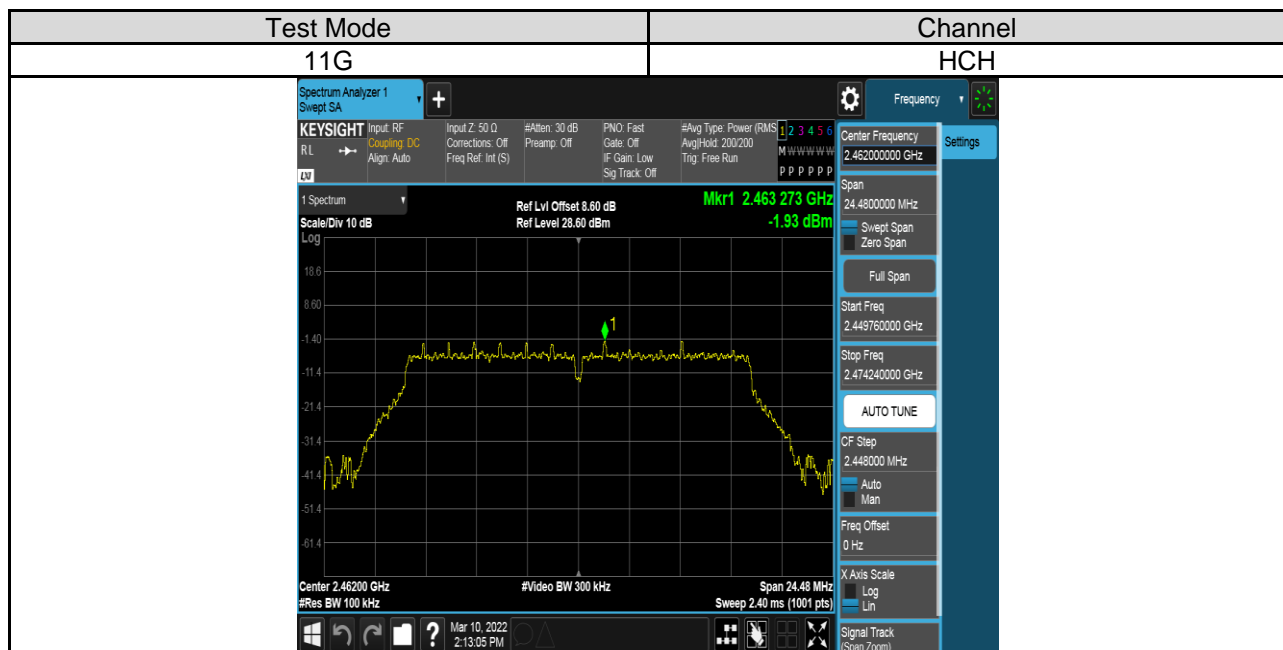 Test Mode Channel
11G HCH
Spectrum Analyzer 1
Swept SA
Frequency
KEYSIGHT
RL
LXI
Input: RF
Coupling: DC
Align: Auto
Input Z: 50 Ω
Corrections: Off
Freq Ref: Int (S)
#Atten: 30 dB
Preamp: Off
PNO: Fast
Gate: Off
IF Gain: Low
Sig Track: Off
#Avg Type: Power (RMS
Avg|Hold: 200/200
Trig: Free Run
1 2 3 4 5 6
M W W W W W
P P P P P P
1 Spectrum
Scale/Div 10 dB
Ref Lvl Offset 8.60 dB
Ref Level 28.60 dBm
Mkr1 2.463 273 GHz
-1.93 dBm
Log
18.6
8.60
-1.40
-11.4
-21.4
-31.4
-41.4
-51.4
-61.4
1
Center 2.46200 GHz
#Res BW 100 kHz
#Video BW 300 kHz
Span 24.48 MHz
Sweep 2.40 ms (1001 pts)
Mar 10, 2022
2:13:05 PM
Center Frequency
2.462000000 GHz
Settings
Span
24.4800000 MHz
Swept Span
Zero Span
Full Span
Start Freq
2.449760000 GHz
Stop Freq
2.474240000 GHz
AUTO TUNE
CF Step
2.448000 MHz
Auto
Man
Freq Offset
0 Hz
X Axis Scale
Log
Lin
Signal Track
(Span Zoom)